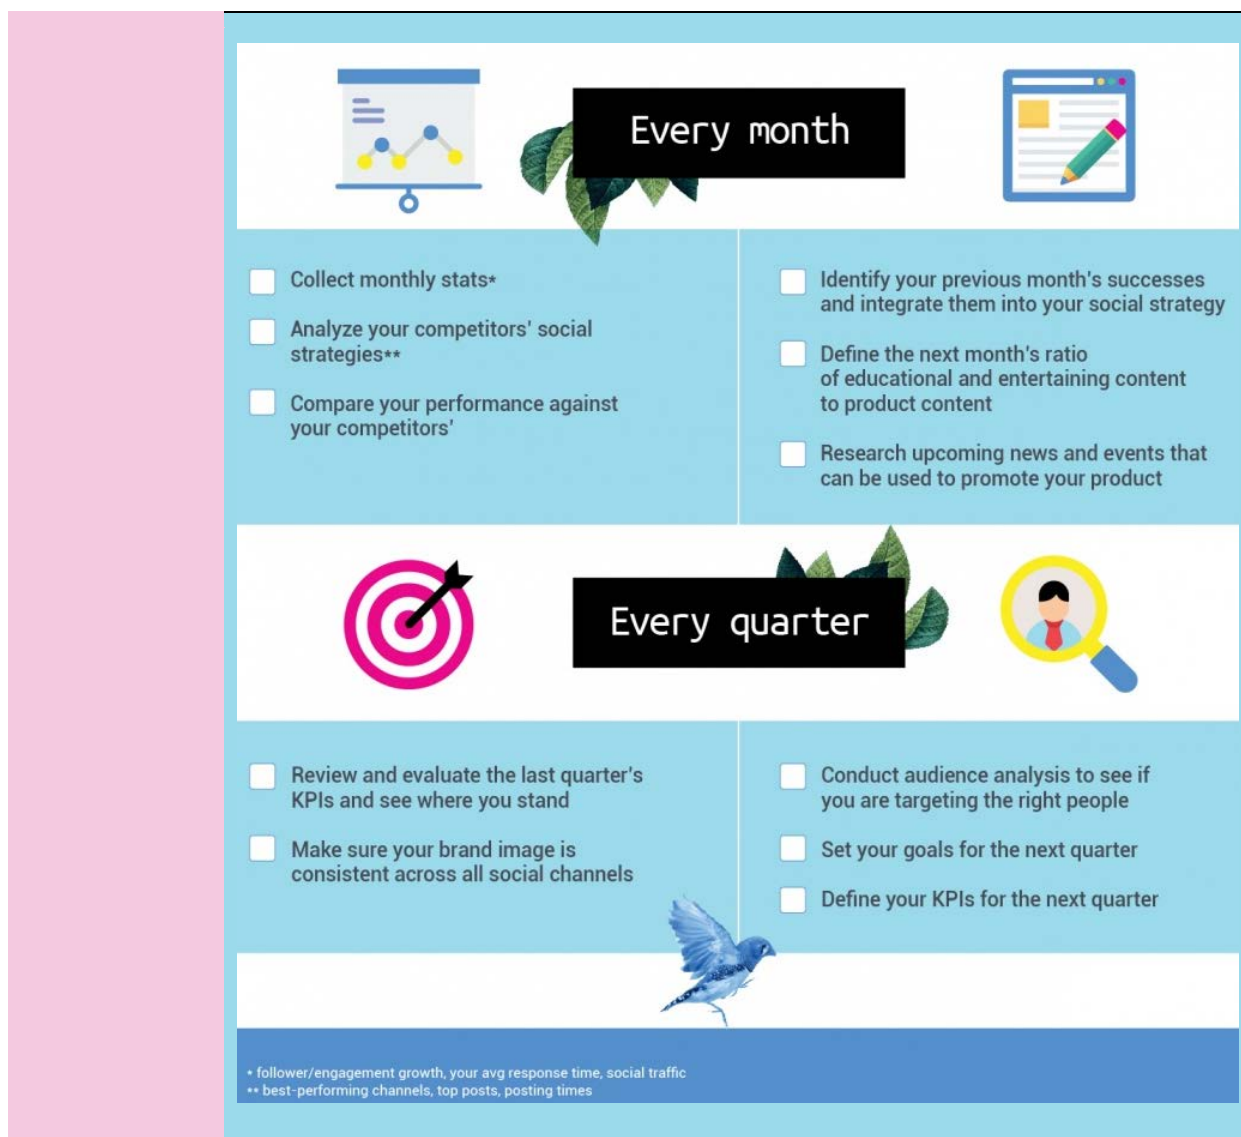 Every month
Collect monthly stats*
Analyze your competitors' social
strategies**
Compare your performance against
your competitors'
Identify your previous month's successes
and integrate them into your social strategy
Define the next month's ratio
of educational and entertaining content
to product content
Research upcoming news and events that
can be used to promote your product
Every quarter
Review and evaluate the last quarter's
KPIs and see where you stand
Make sure your brand image is
consistent across all social channels
Conduct audience analysis to see if
you are targeting the right people
Set your goals for the next quarter
Define your KPIs for the next quarter
* follower/engagement growth, your avg response time, social traffic
** best-performing channels, top posts, posting times